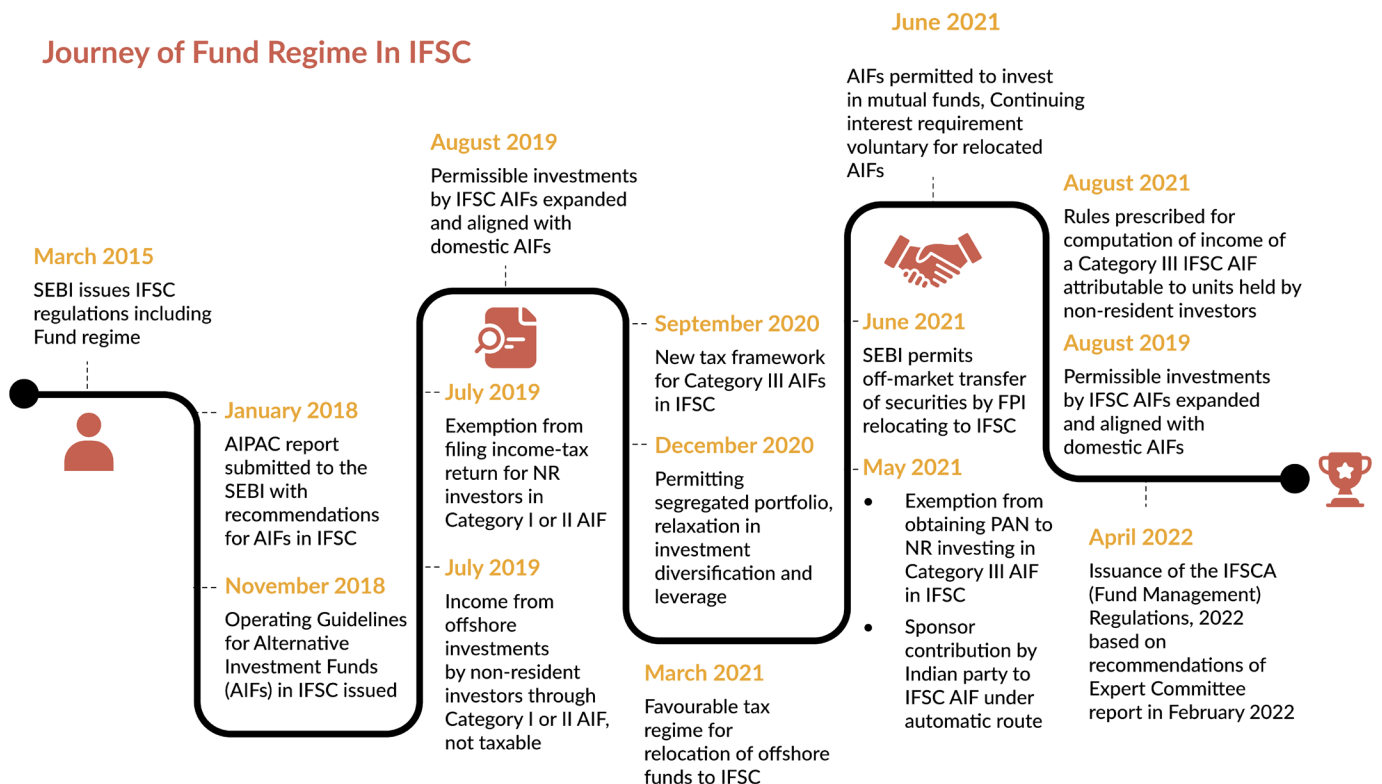 Journey of Fund Regime In IFSC
March 2015
SEBI issues IFSC
regulations including
Fund regime
January 2018
AIPAC report
submitted to the
SEBI with
recommendations
for AIFs in IFSC
November 2018
Operating Guidelines
for Alternative
Investment Funds
(AIFs) in IFSC issued
August 2019
Permissible investments
by IFSC AIFs expanded
and aligned with
domestic AIFs
July 2019
Exemption from
filing income-tax
return for NR
investors in
Category I or II AIF
July 2019
Income from
offshore
investments
by non-resident
investors through
Category I or II AIF,
not taxable
September 2020
New tax framework
for Category III AIFs
in IFSC
December 2020
Permitting
segregated portfolio,
relaxation in
investment
diversification and
leverage
March 2021
Favourable tax
regime for
relocation of offshore
funds to IFSC
June 2021
AIFs permitted to invest
in mutual funds, Continuing
interest requirement
voluntary for relocated
AIFs
June 2021
SEBI permits
off-market transfer
of securities by FPI
relocating to IFSC
May 2021
• Exemption from
obtaining PAN to
NR investing in
Category III AIF
in IFSC
• Sponsor
contribution by
Indian party to
IFSC AIF under
automatic route
August 2021
Rules prescribed for
computation of income of
a Category III IFSC AIF
attributable to units held by
non-resident investors
August 2019
Permissible investments
by IFSC AIFs expanded
and aligned with
domestic AIFs
April 2022
Issuance of the IFSCA
(Fund Management)
Regulations, 2022
based on
recommendations of
Expert Committee
report in February 2022